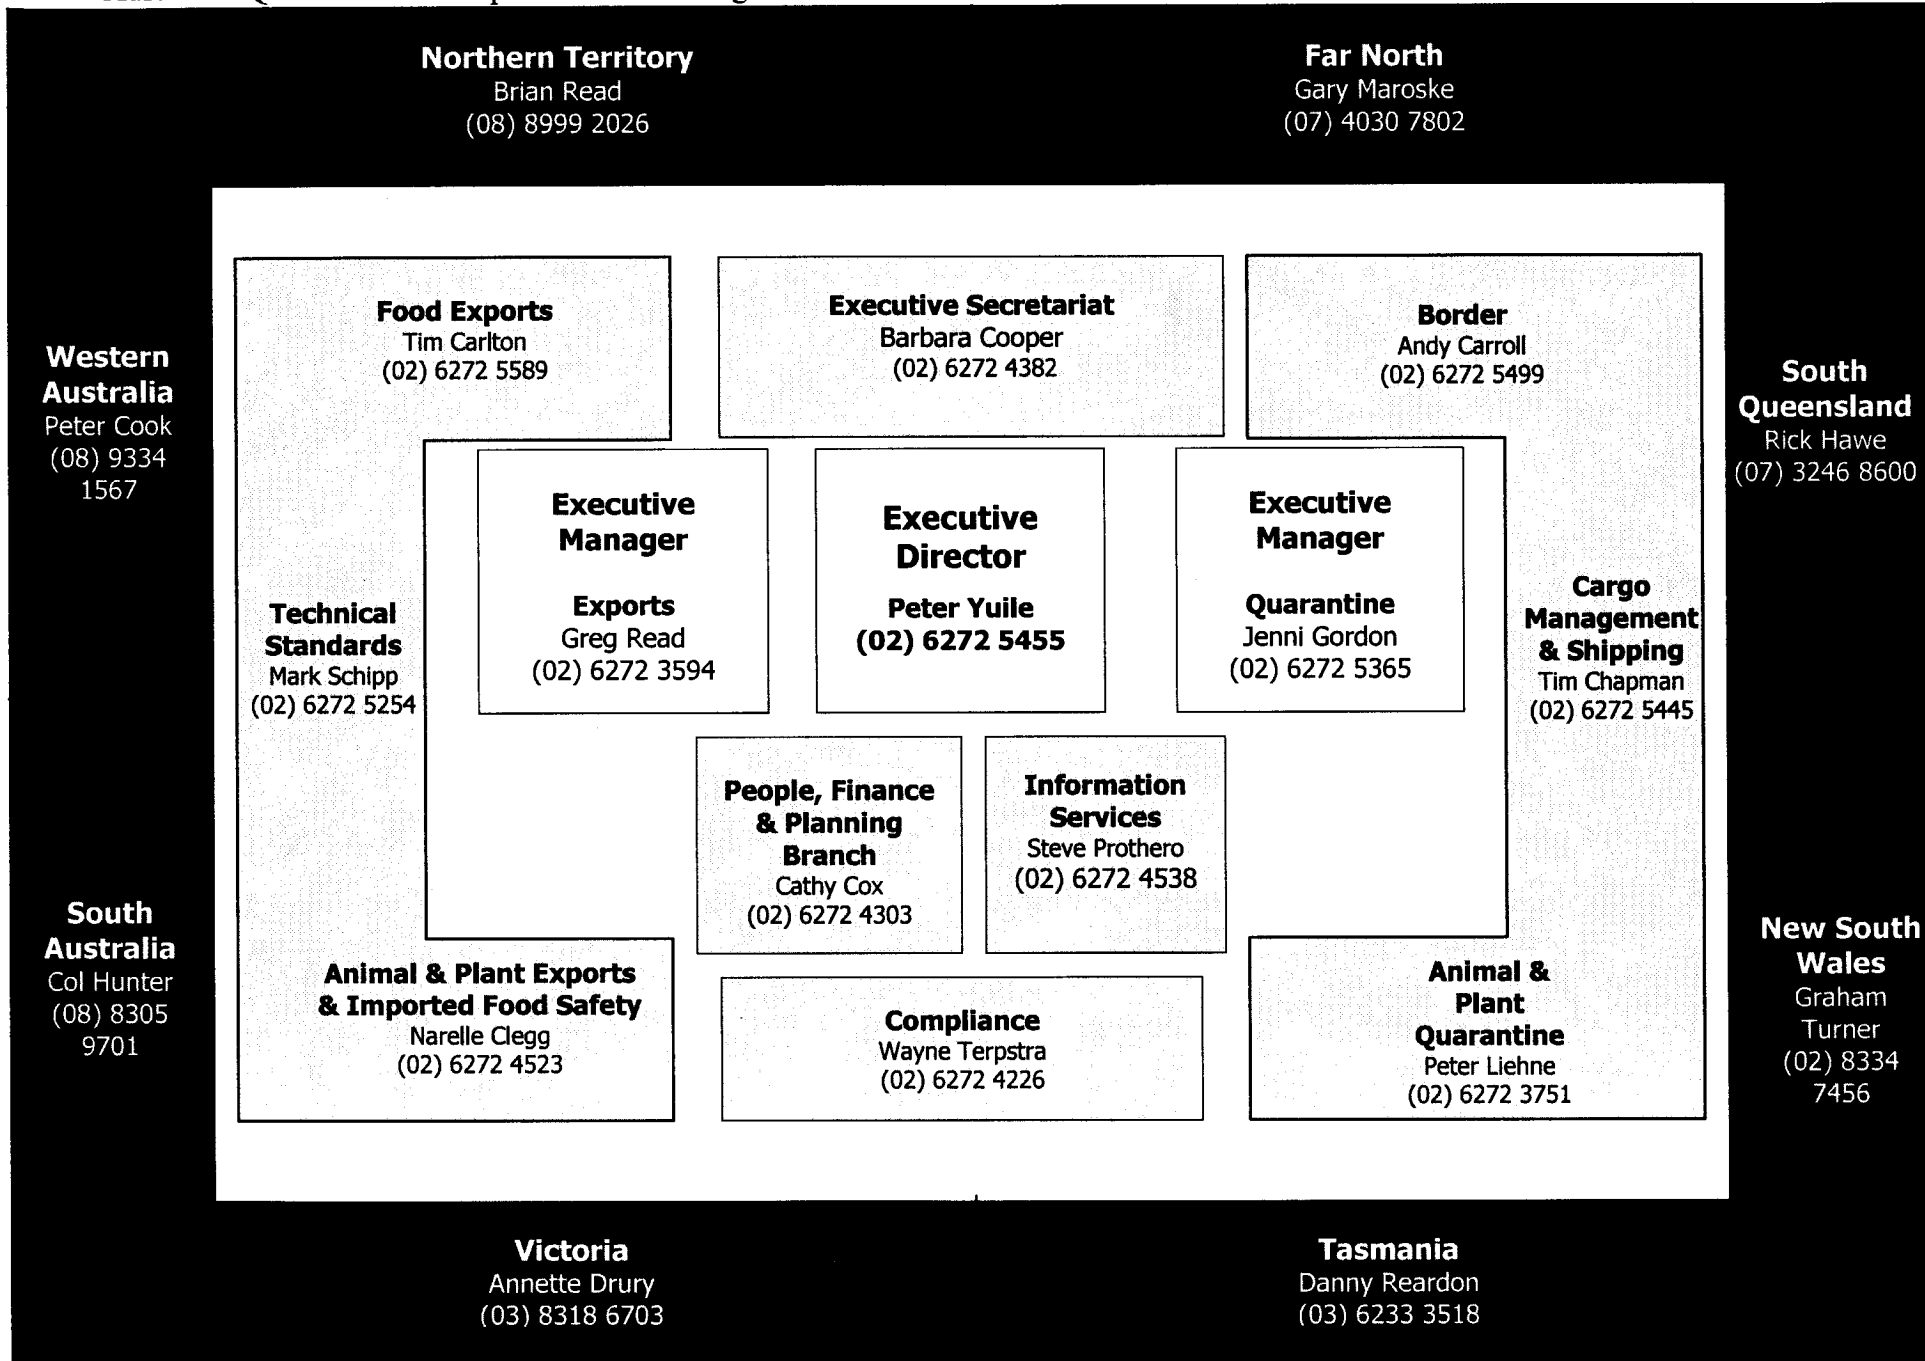 Northern Territory
Brian Read
(08) 8999 2026
Far North
Gary Maroske
(07) 4030 7802
Western
Australia
Peter Cook
(08) 9334
1567
Food Exports
Tim Carlton
(02) 6272 5589
Executive Secretariat
Barbara Cooper
(02) 6272 4382
Border
Andy Carroll
(02) 6272 5499
South
Queensland
Rick Hawe
(07) 3246 8600
Technical
Standards
Mark Schipp
(02) 6272 5254
Executive
Manager
Exports
Greg Read
(02) 6272 3594
Executive
Director
Peter Yuile
(02) 6272 5455
Executive
Manager
Quarantine
Jenni Gordon
(02) 6272 5365
Cargo
Management
& Shipping
Tim Chapman
(02) 6272 5445
People, Finance
& Planning
Branch
Cathy Cox
(02) 6272 4303
Information
Services
Steve Prothero
(02) 6272 4538
South
Australia
Col Hunter
(08) 8305
9701
Animal & Plant Exports
& Imported Food Safety
Narelle Clegg
(02) 6272 4523
Compliance
Wayne Terpstra
(02) 6272 4226
Animal &
Plant
Quarantine
Peter Liehne
(02) 6272 3751
New South
Wales
Graham
Turner
(02) 8334
7456
Victoria
Annette Drury
(03) 8318 6703
Tasmania
Danny Reardon
(03) 6233 3518